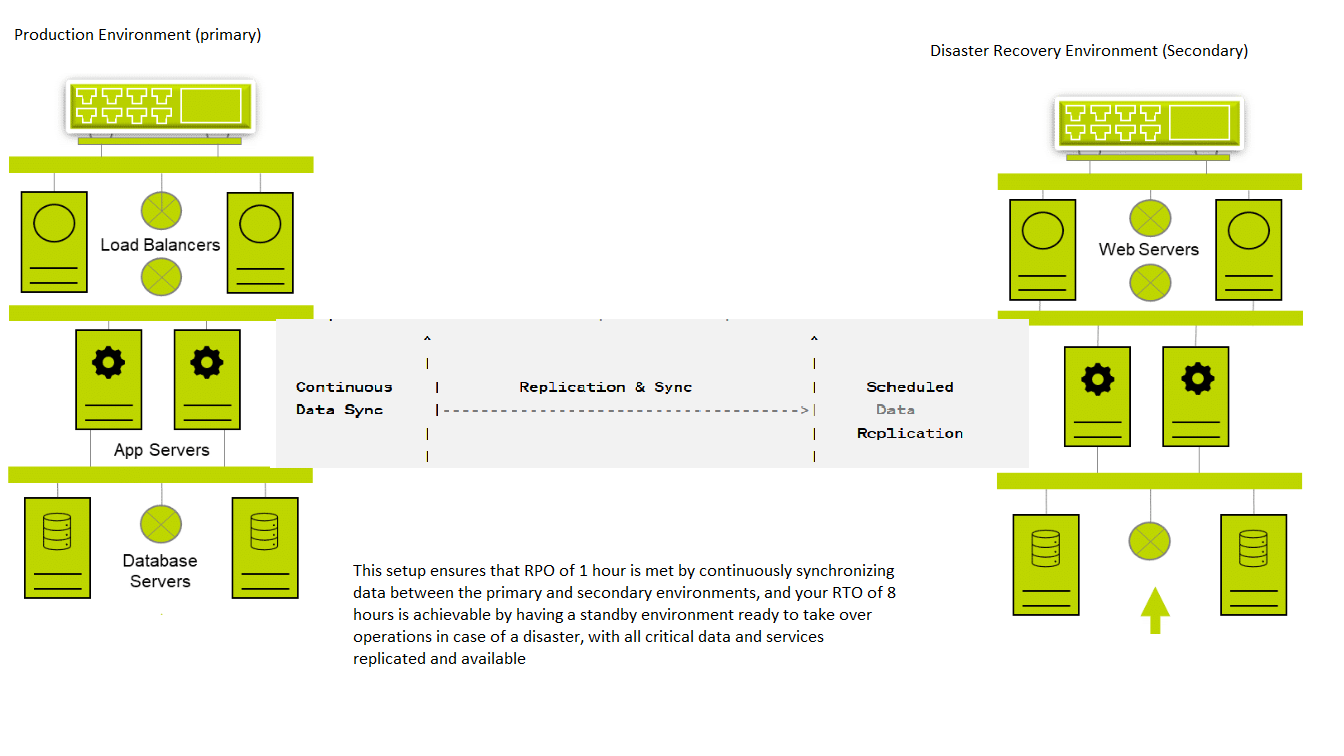 Production Environment (primary)
Disaster Recovery Environment (Secondary)
Load Balancers
Web Servers
Continuous
Data Sync
Replication & Sync
Scheduled
Data
Replication
App Servers
Database
Servers
This setup ensures that RPO of 1 hour is met by continuously synchronizing
data between the primary and secondary environments, and your RTO of 8
hours is achievable by having a standby environment ready to take over
operations in case of a disaster, with all critical data and services
replicated and available